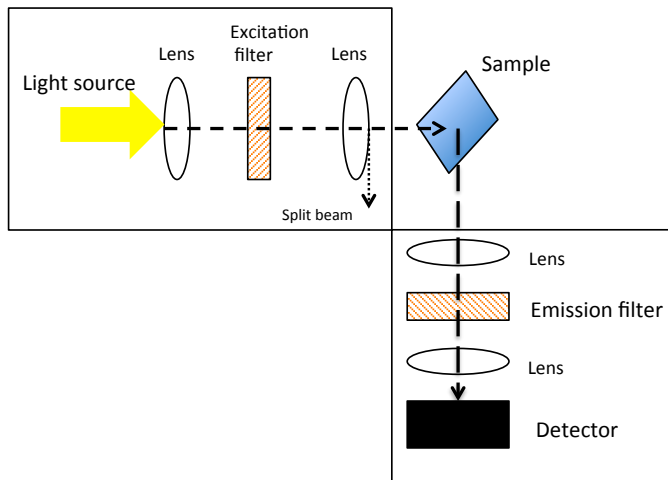 Excitation
filter
Lens
Lens
Light source
Sample
Split beam
Lens
Emission filter
Lens
Detector